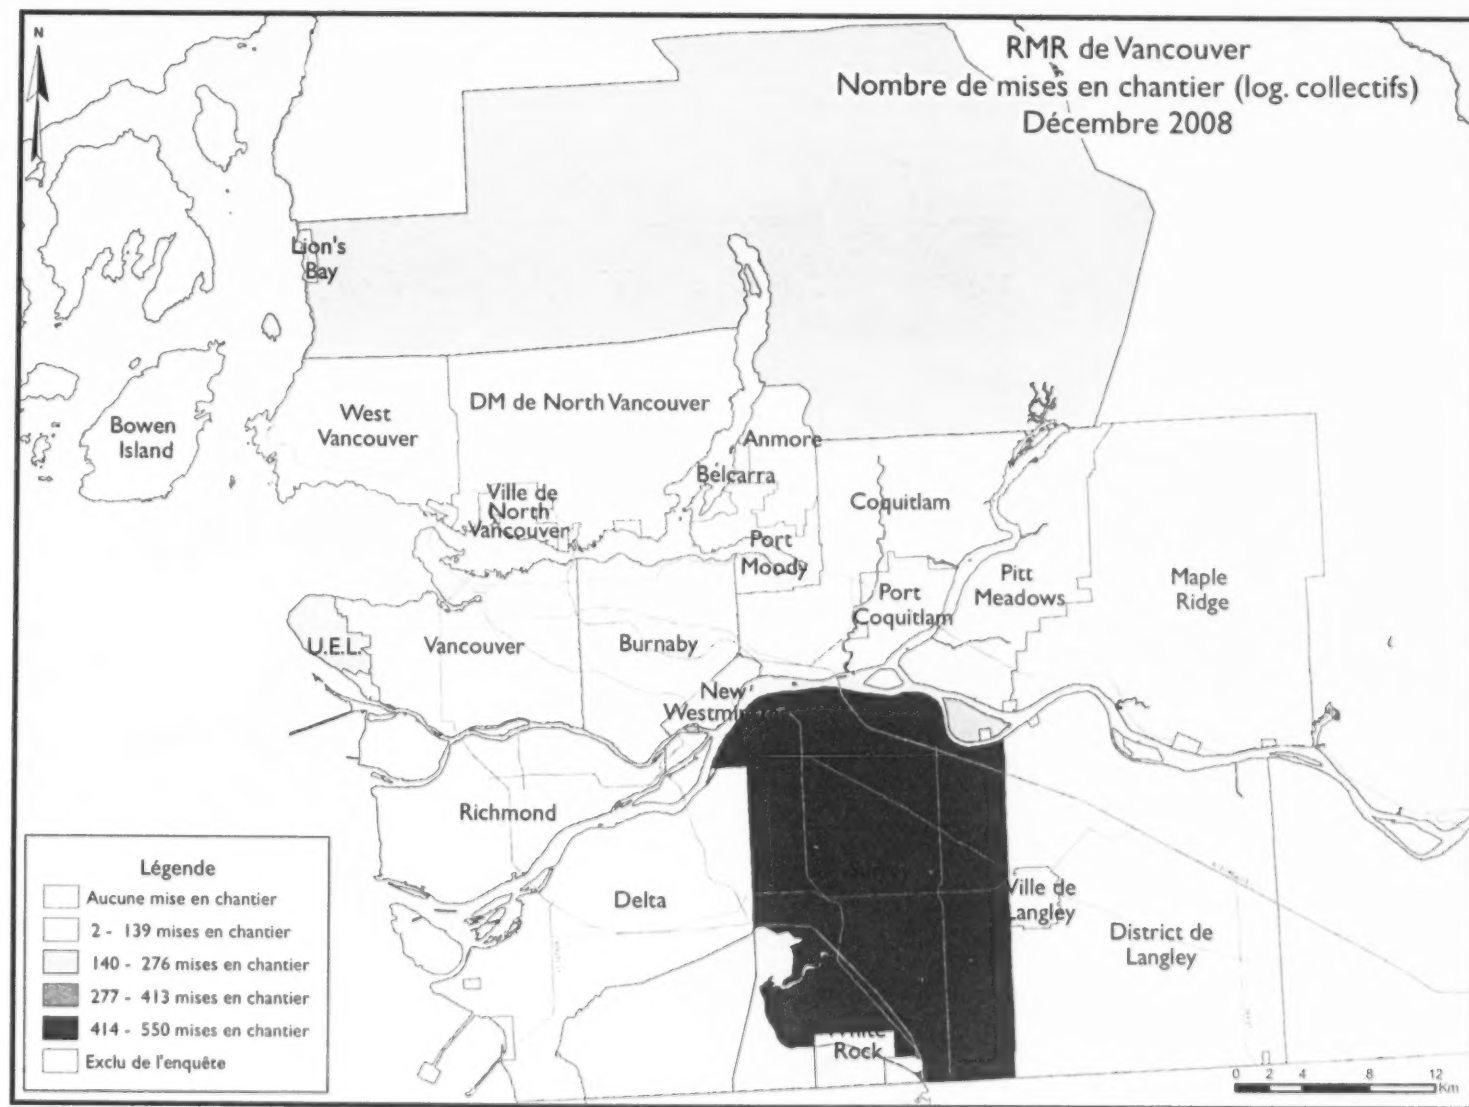 N
RMR de Vancouver
Nombre de mises en chantier (log. collectifs)
Décembre 2008
Lion's
Bay
Bowen
Island
West
Vancouver
DM de North Vancouver
Anmore
Belcarra
Ville de
North
Vancouver
Coquitlam
Port
Moody
Port
Coquitlam
Pitt
Meadows
Maple
Ridge
U.E.L.
Vancouver
Burnaby
New
Richmond
Surrey
Delta
Ville de
Langley
District de
Langley
White
Rock
Légende
Aucune mise en chantier
2 - 139 mises en chantier
140 - 276 mises en chantier
277 - 413 mises en chantier
414 - 550 mises en chantier
Exclu de l'enquête
0 2 4 8 12
Km